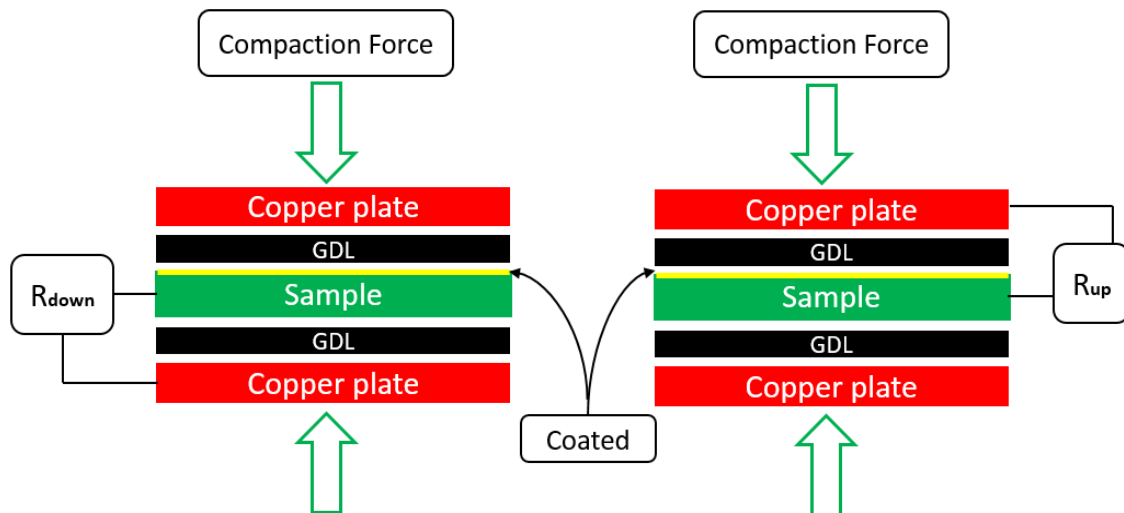 Compaction Force
Compaction Force
Copper plate
GDL
Sample
GDL
Copper plate
Rdown
Copper plate
GDL
Sample
GDL
Copper plate
Rup
Coated